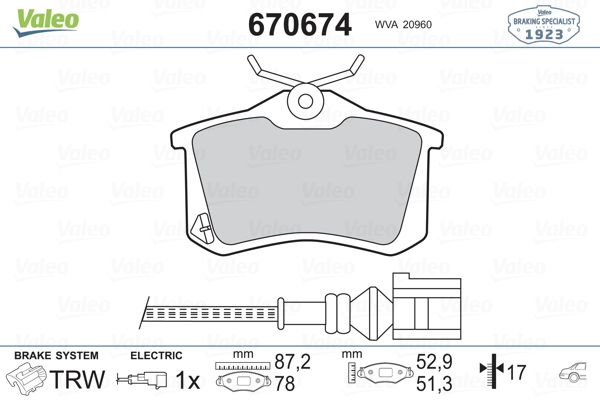 Valeo
670674 WVA 20960
Valeo
BRAKING SPECIALIST
SINCE
1923
BRAKE SYSTEM
TRW
ELECTRIC
1x
mm
87,2
78
mm
52,9
51,3
17